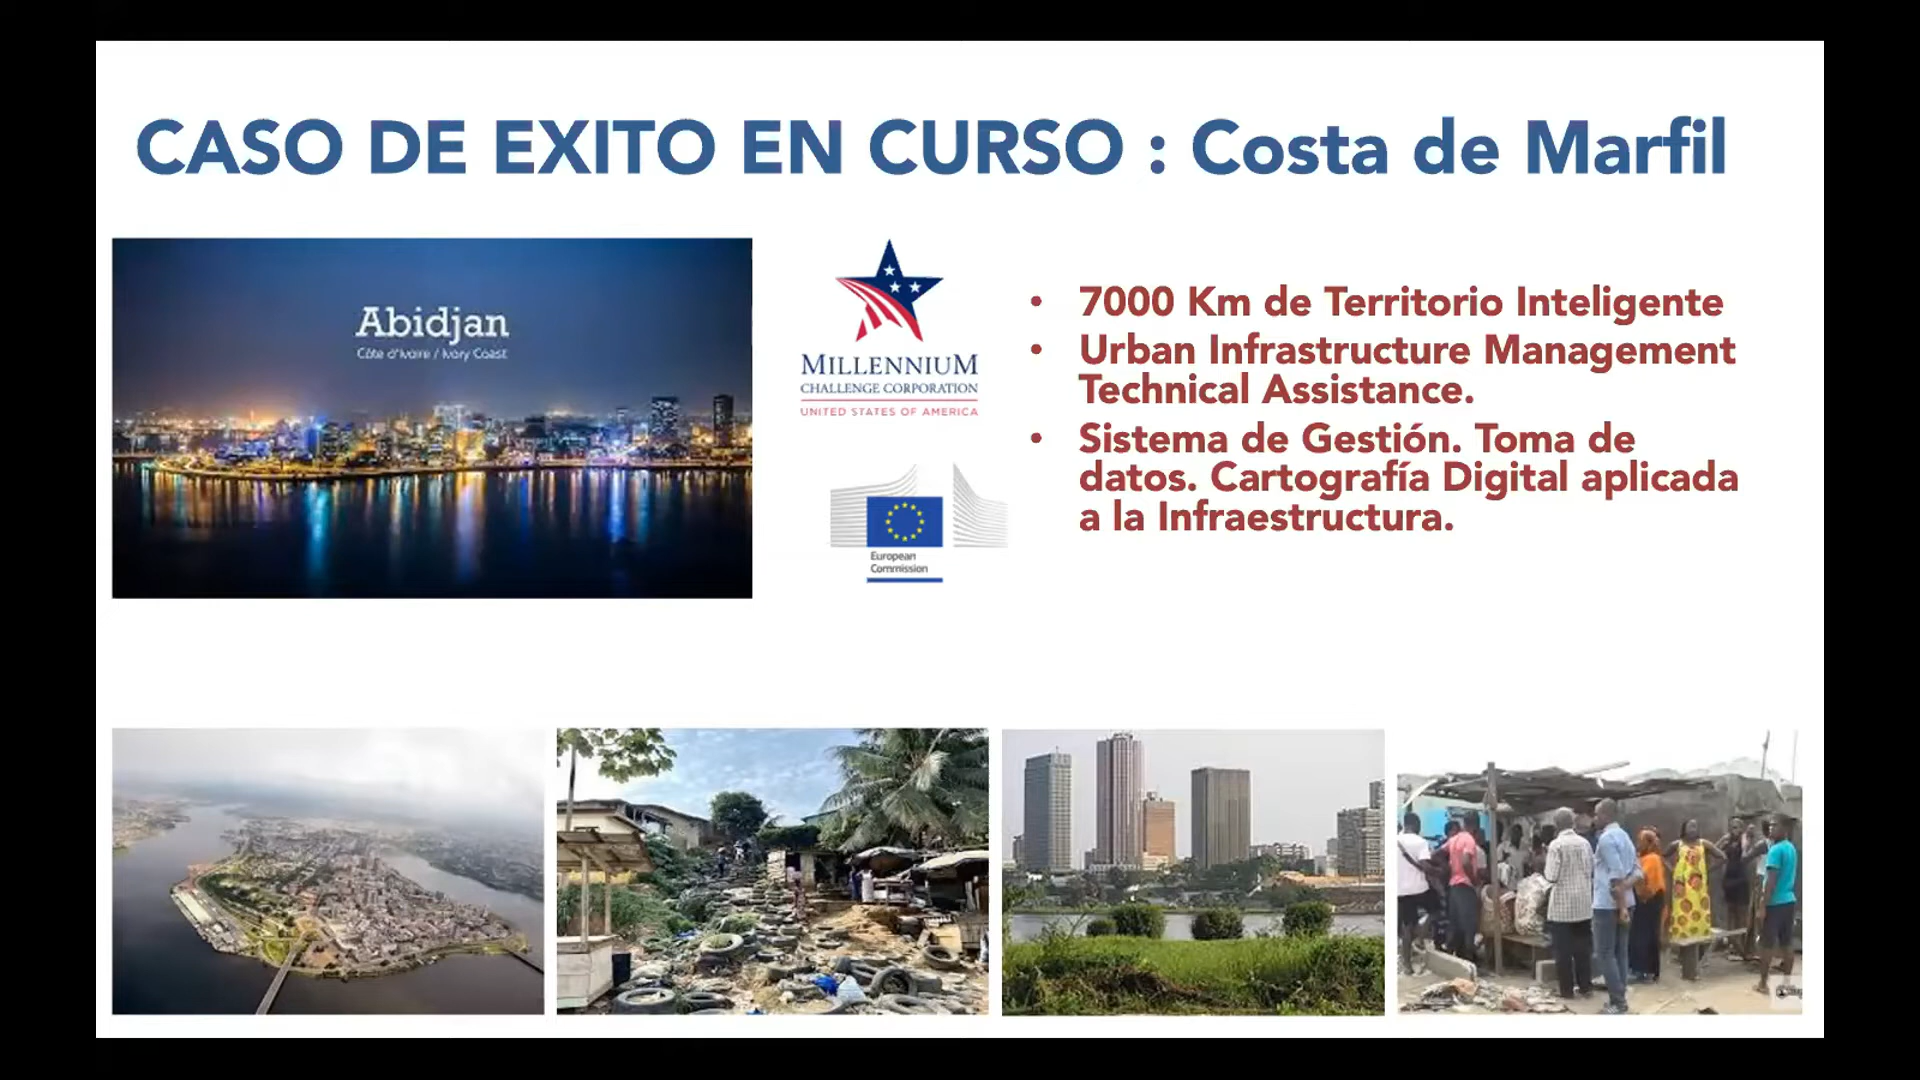 CASO DE EXITO EN CURSO : Costa de Marfil
Abidjan
Côte d'Ivoire / Ivory Coast
MILLENNIUM
CHALLENGE CORPORATION
UNITED STATES OF AMERICA
European
Commission
• 7000 Km de Territorio Inteligente
• Urban Infrastructure Management
Technical Assistance.
• Sistema de Gestión. Toma de
datos. Cartografía Digital aplicada
a la Infraestructura.